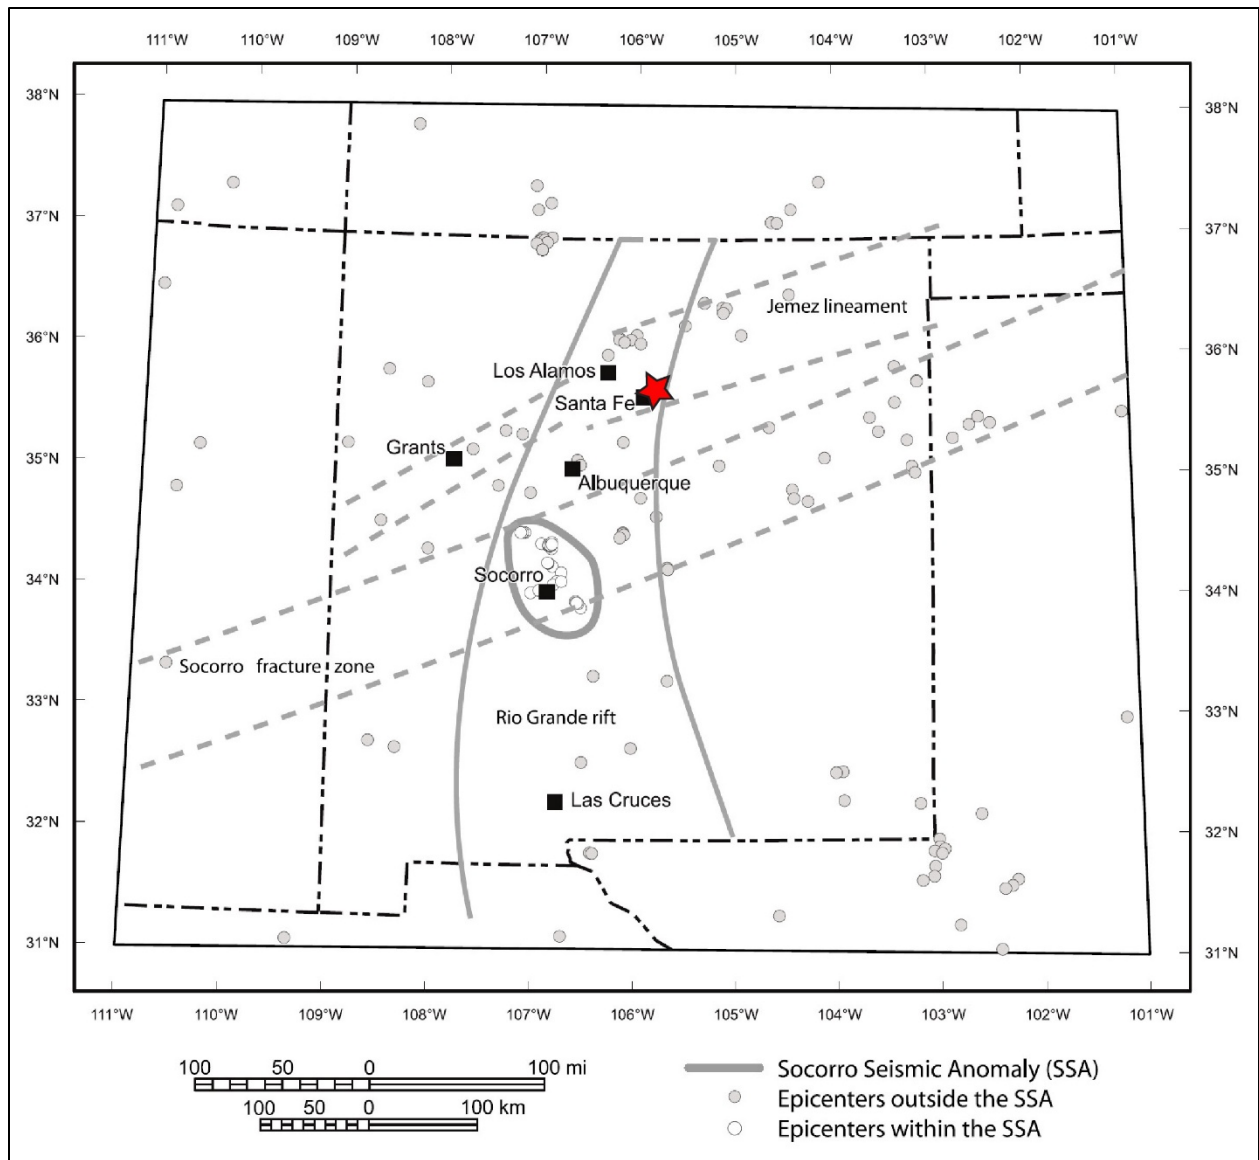 111°W 110°W 109°W 108°W 107°W 106°W 105°W 104°W 103°W 102°W 101°W
38°N 38°N
37°N 37°N
36°N 36°N
35°N 35°N
34°N 34°N
33°N 33°N
32°N 32°N
31°N 31°N
Jemez lineament
Los Alamos
Santa Fe
Grants
Albuquerque
Socorro
Socorro fracture zone
Rio Grande rift
Las Cruces
111°W 110°W 109°W 108°W 107°W 106°W 105°W 104°W 103°W 102°W 101°W
100 50 0 100 mi
100 50 0 100 km
Socorro Seismic Anomaly (SSA)
Epicenters outside the SSA
Epicenters within the SSA